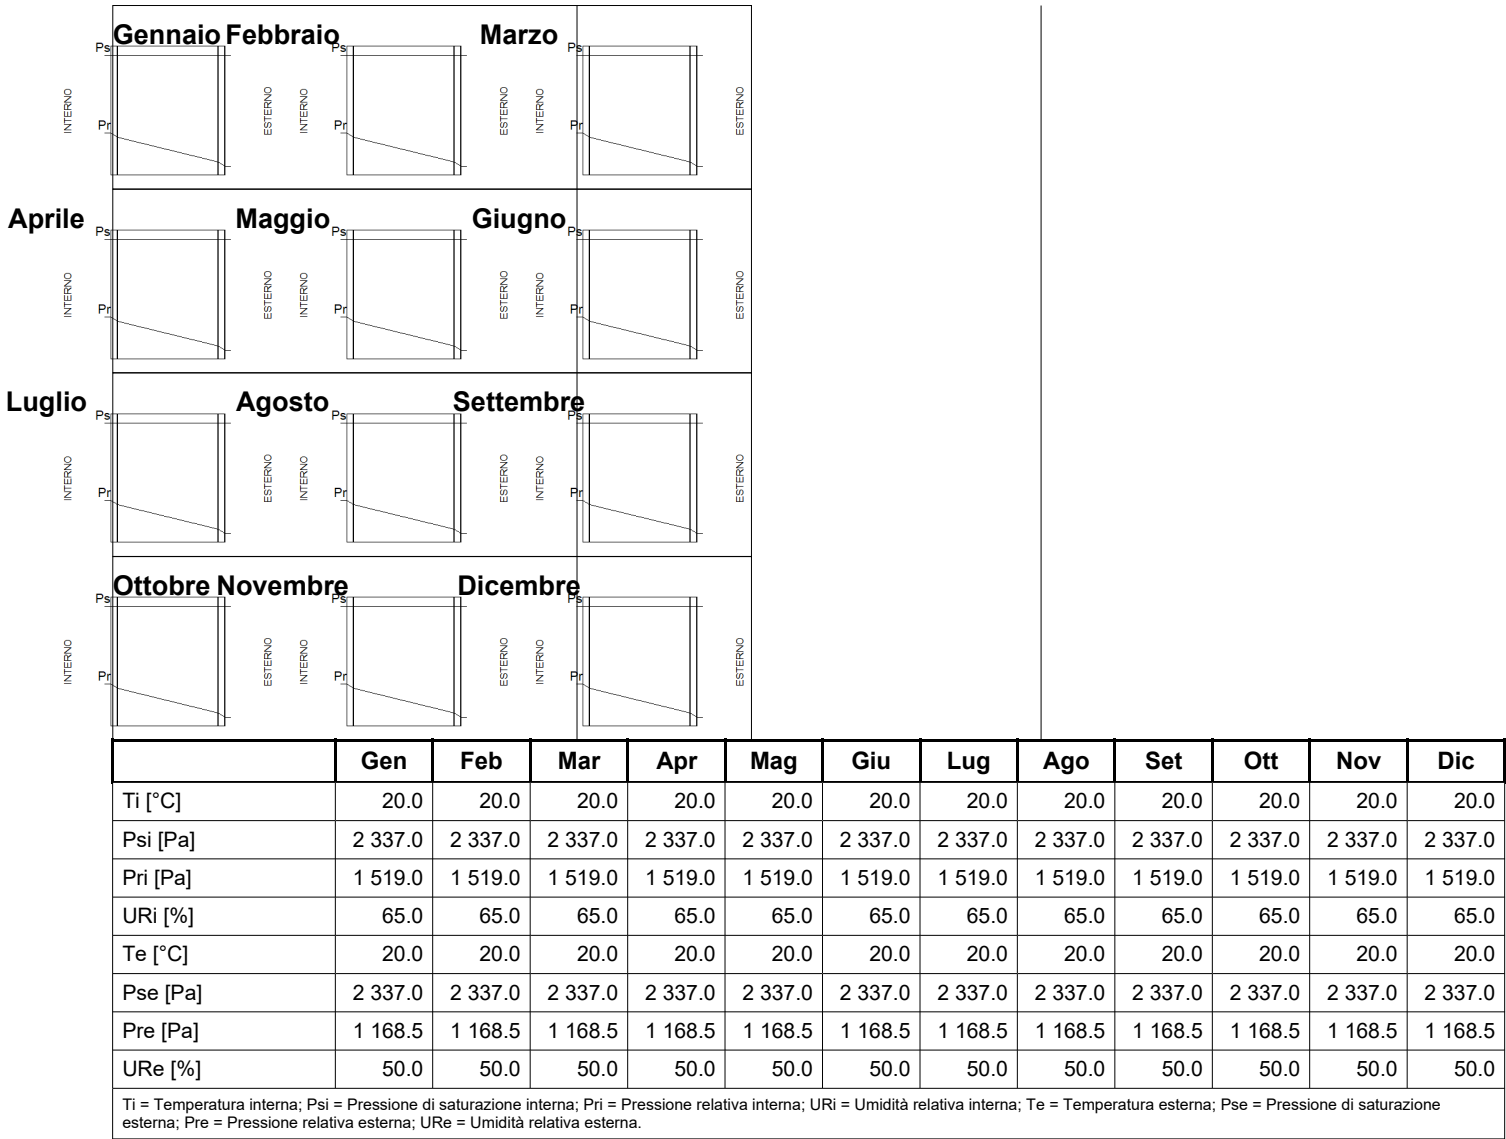 Gennaio Febbraio Marzo
Ps Ps Ps
INTERNO ESTERNO INTERNO ESTERNO INTERNO ESTERNO
Pr Pr Pr
Aprile Maggio Giugno
Ps Ps Ps
INTERNO ESTERNO INTERNO ESTERNO INTERNO ESTERNO
Pr Pr Pr
Luglio Agosto Settembre
Ps Ps Ps
INTERNO ESTERNO INTERNO ESTERNO INTERNO ESTERNO
Pr Pr Pr
Ottobre Novembre Dicembre
Ps Ps Ps
INTERNO ESTERNO INTERNO ESTERNO INTERNO ESTERNO
Pr Pr Pr
Gen Feb Mar Apr Mag Giu Lug Ago Set Ott Nov Dic
Ti [°C] 20.0 20.0 20.0 20.0 20.0 20.0 20.0 20.0 20.0 20.0 20.0 20.0
Psi [Pa] 2 337.0 2 337.0 2 337.0 2 337.0 2 337.0 2 337.0 2 337.0 2 337.0 2 337.0 2 337.0 2 337.0 2 337.0
Pri [Pa] 1 519.0 1 519.0 1 519.0 1 519.0 1 519.0 1 519.0 1 519.0 1 519.0 1 519.0 1 519.0 1 519.0 1 519.0
URi [%] 65.0 65.0 65.0 65.0 65.0 65.0 65.0 65.0 65.0 65.0 65.0 65.0
Te [°C] 20.0 20.0 20.0 20.0 20.0 20.0 20.0 20.0 20.0 20.0 20.0 20.0
Pse [Pa] 2 337.0 2 337.0 2 337.0 2 337.0 2 337.0 2 337.0 2 337.0 2 337.0 2 337.0 2 337.0 2 337.0 2 337.0
Pre [Pa] 1 168.5 1 168.5 1 168.5 1 168.5 1 168.5 1 168.5 1 168.5 1 168.5 1 168.5 1 168.5 1 168.5 1 168.5
URe [%] 50.0 50.0 50.0 50.0 50.0 50.0 50.0 50.0 50.0 50.0 50.0 50.0
Ti = Temperatura interna; Psi = Pressione di saturazione interna; Pri = Pressione relativa interna; URi = Umidità relativa interna; Te = Temperatura esterna; Pse = Pressione di saturazione
esterna; Pre = Pressione relativa esterna; URe = Umidità relativa esterna.